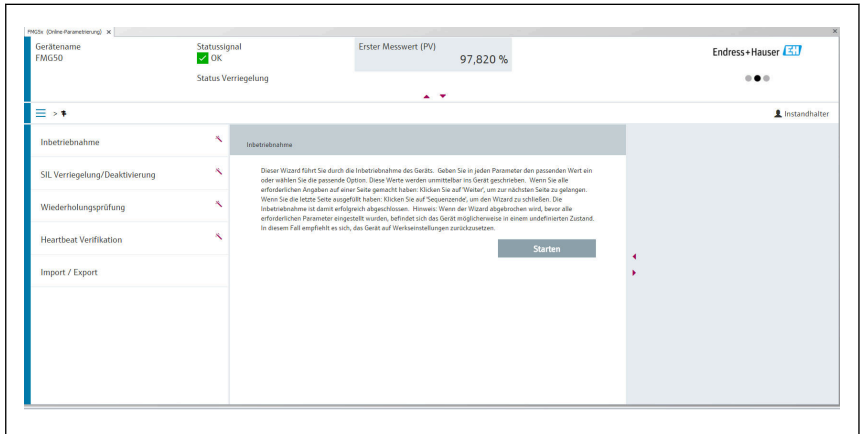 FMG5x (Online-Parametrierung) x
x
Gerätename
FMG50
Statussignal
OK
Status Verriegelung
Erster Messwert (PV)
97,820 %
Endress+Hauser EH
>
Instandhalter
Inbetriebnahme
SIL Verriegelung/Deaktivierung
Wiederholungsprüfung
Heartbeat Verifikation
Import / Export
Inbetriebnahme
Dieser Wizard führt Sie durch die Inbetriebnahme des Geräts. Geben Sie in jeden Parameter den passenden Wert ein
oder wählen Sie die passende Option. Diese Werte werden unmittelbar ins Gerät geschrieben. Wenn Sie alle
erforderlichen Angaben auf einer Seite gemacht haben: Klicken Sie auf 'Weiter', um zur nächsten Seite zu gelangen.
Wenn Sie die letzte Seite ausgefüllt haben: Klicken Sie auf 'Sequenzende', um den Wizard zu schließen. Die
Inbetriebnahme ist damit erfolgreich abgeschlossen. Hinweis: Wenn der Wizard abgebrochen wird, bevor alle
erforderlichen Parameter eingestellt wurden, befindet sich das Gerät möglicherweise in einem undefinierten Zustand.
In diesem Fall empfiehlt es sich, das Gerät auf Werkseinstellungen zurückzusetzen.
Starten